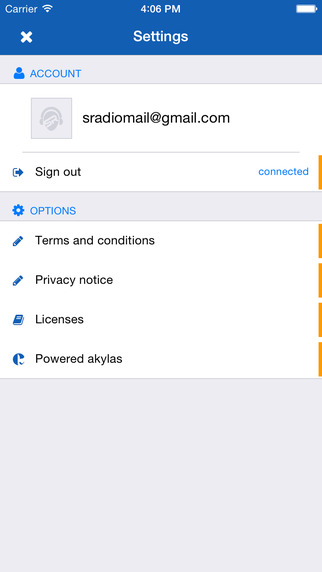 Carrier 4:06 PM
Settings
ACCOUNT
sradiomail@gmail.com
Sign out connected
OPTIONS
Terms and conditions
Privacy notice
Licenses
Powered akylas